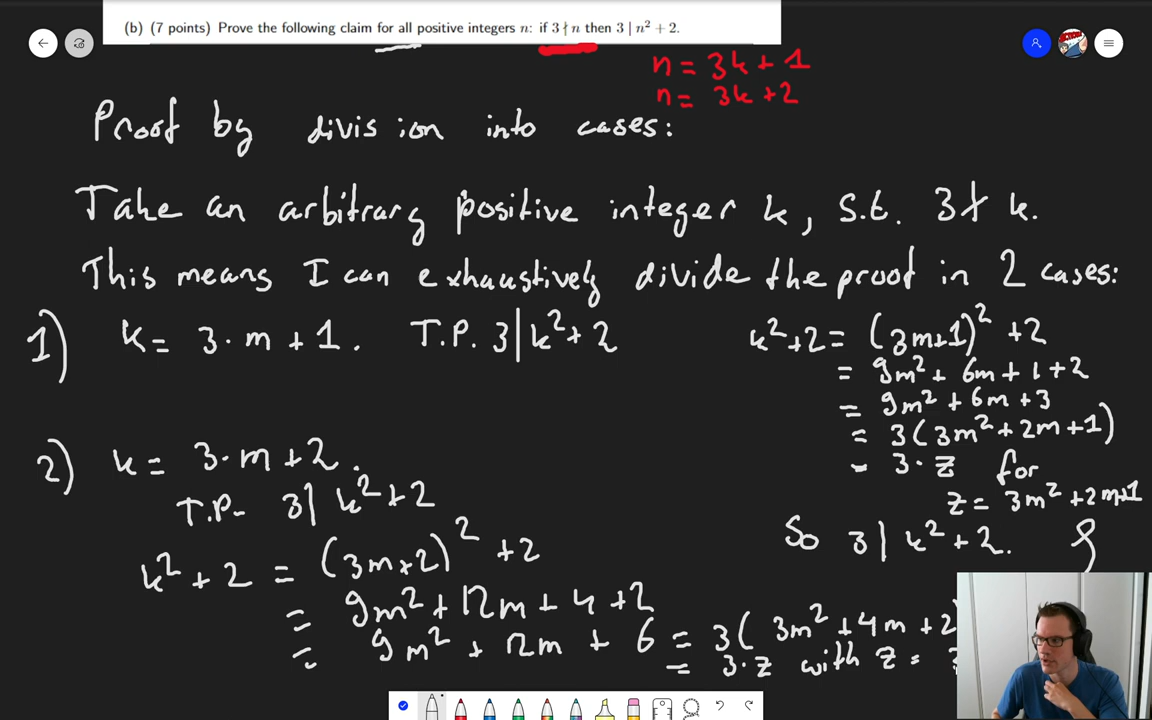 (b) (7 points) Prove the following claim for all positive integers n: if 3 ∤ n then 3 | n² + 2.
n = 3k + 1
n = 3k + 2
Proof by division into cases:
Take an arbitrary positive integer k, s.t. 3 ∤ k.
This means I can exhaustively divide the proof in 2 cases:
1) k = 3·m + 1. T.P. 3 | k² + 2
k² + 2 = (3m+1)² + 2
= 9m² + 6m + 1 + 2
= 9m² + 6m + 3
= 3(3m² + 2m + 1)
= 3·z for
z = 3m² + 2m+1
So 3 | k² + 2.
2) k = 3·m + 2.
T.P. 3 | k² + 2
k² + 2 = (3m+2)² + 2
= 9m² + 12m + 4 + 2
= 9m² + 12m + 6 = 3(3m² + 4m + 2
= 3·z with z =